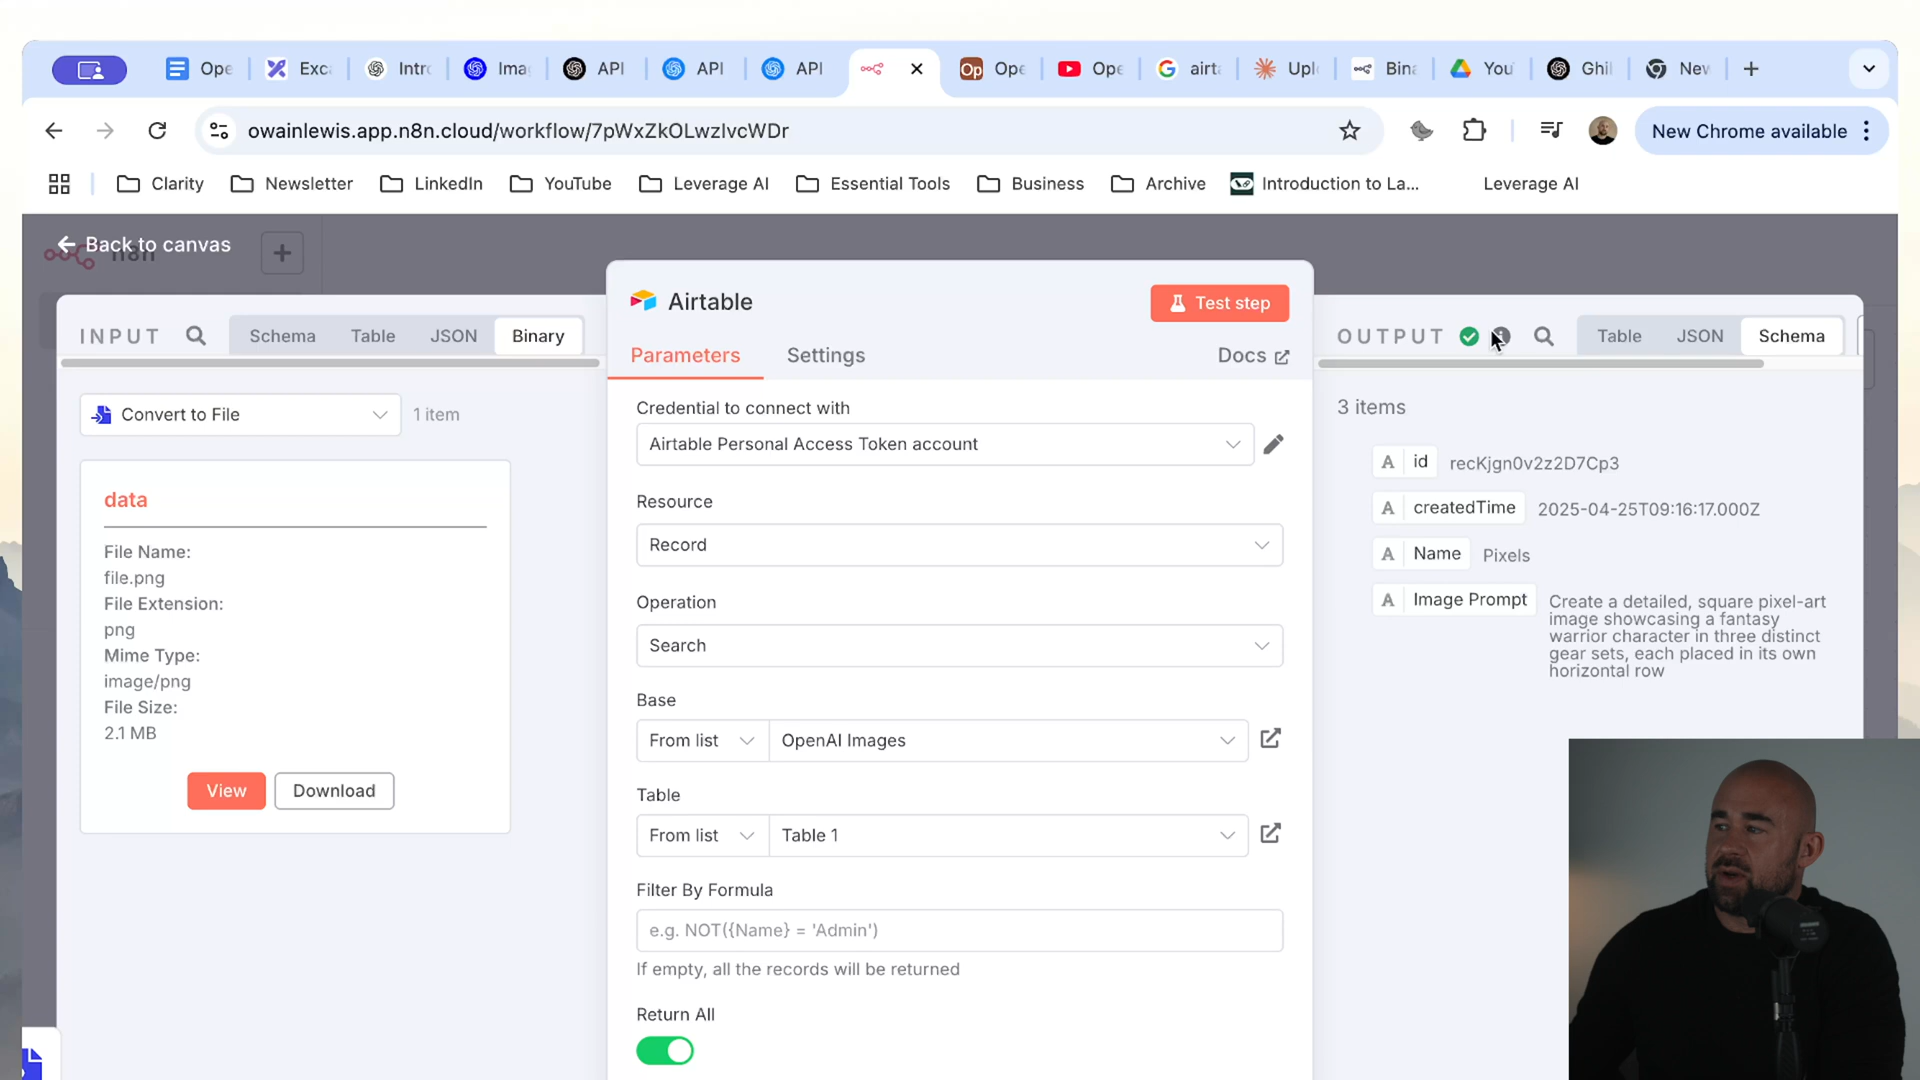 Ope
Exc
Intro
Ima
API
API
API
Ope
Ope
airta
Upl
Bina
You
Ghil
New
owainlewis.app.n8n.cloud/workflow/7pWxZkOLwzIvcWDr
New Chrome available
Clarity
Newsletter
LinkedIn
YouTube
Leverage AI
Essential Tools
Business
Archive
Introduction to La...
Leverage AI
Back to canvas
n8n
Airtable
Test step
INPUT
Schema
Table
JSON
Binary
OUTPUT
Table
JSON
Schema
Parameters
Settings
Docs
Convert to File
1 item
data
File Name:
file.png
File Extension:
png
Mime Type:
image/png
File Size:
2.1 MB
View
Download
Credential to connect with
Airtable Personal Access Token account
Resource
Record
Operation
Search
Base
From list
OpenAI Images
Table
From list
Table 1
Filter By Formula
e.g. NOT({Name} = 'Admin')
If empty, all the records will be returned
Return All
3 items
A id recKjgn0v2z2D7Cp3
A createdTime 2025-04-25T09:16:17.000Z
A Name Pixels
A Image Prompt Create a detailed, square pixel-art
image showcasing a fantasy
warrior character in three distinct
gear sets, each placed in its own
horizontal row